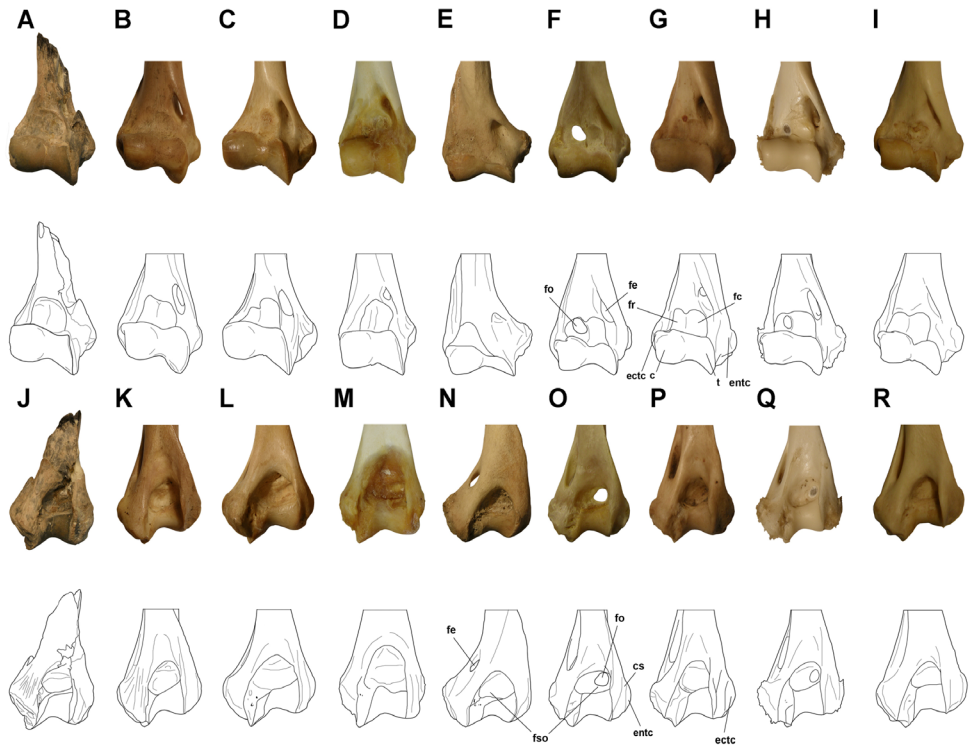 A B C D E F G H I
fo fe
fr fc
ectc c t entc
J K L M N O P Q R
fe fo
cs
fso entc ectc